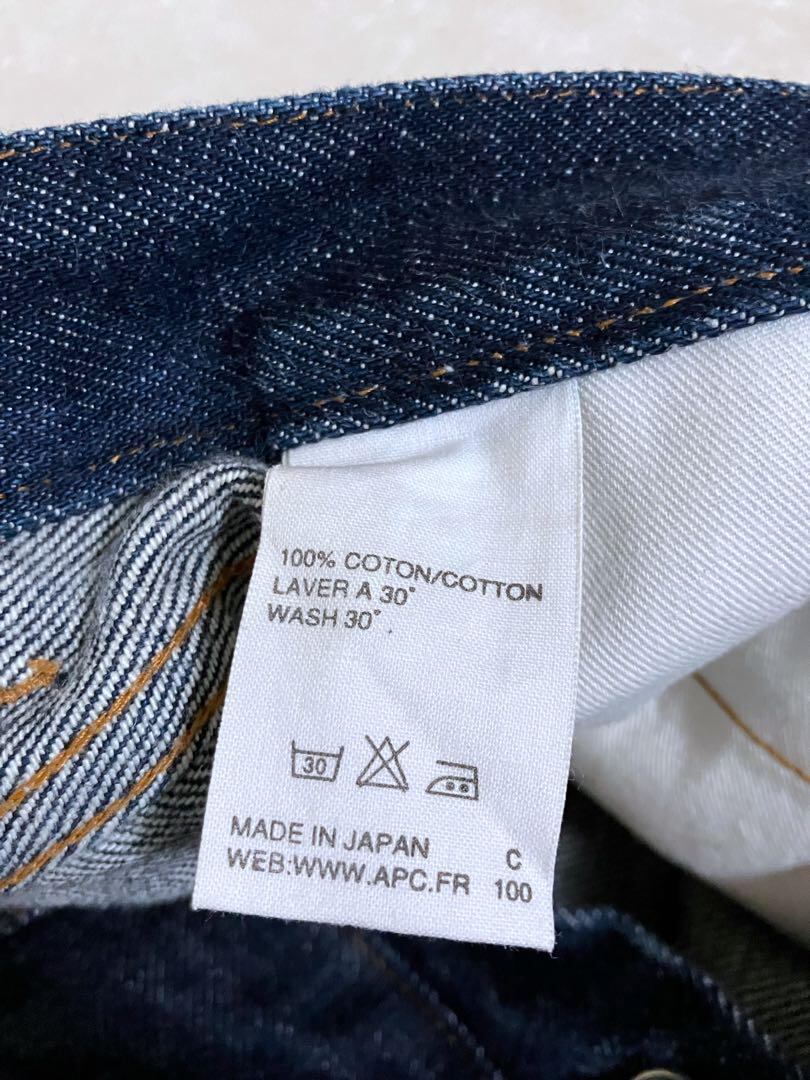 100% COTON/COTTON
LAVER A 30°
WASH 30°
30
MADE IN JAPAN
WEB:WWW.APC.FR
C
100